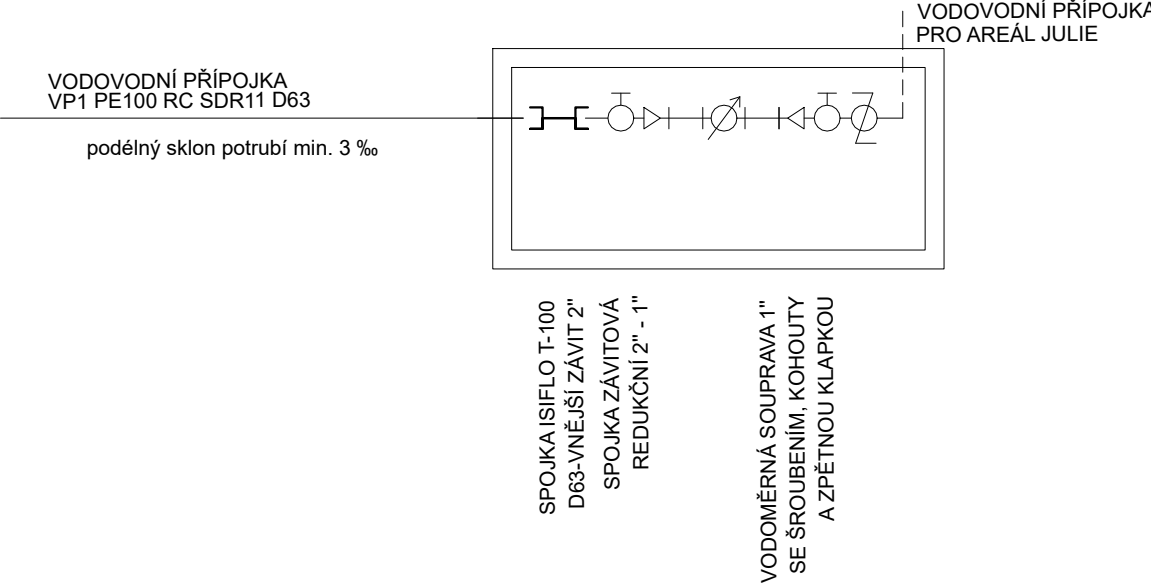 VODOVODNÍ PŘÍPOJKA
PRO AREÁL JULIE
VODOVODNÍ PŘÍPOJKA
VP1 PE100 RC SDR11 D63
podélný sklon potrubí min. 3 ‰
SPOJKA ISIFLO T-100
D63-VNĚJŠÍ ZÁVIT 2"
SPOJKA ZÁVITOVÁ
REDUKČNÍ 2" - 1"
VODOMĚRNÁ SOUPRAVA 1"
SE ŠROUBENÍM, KOHOUTY
A ZPĚTNOU KLAPKOU